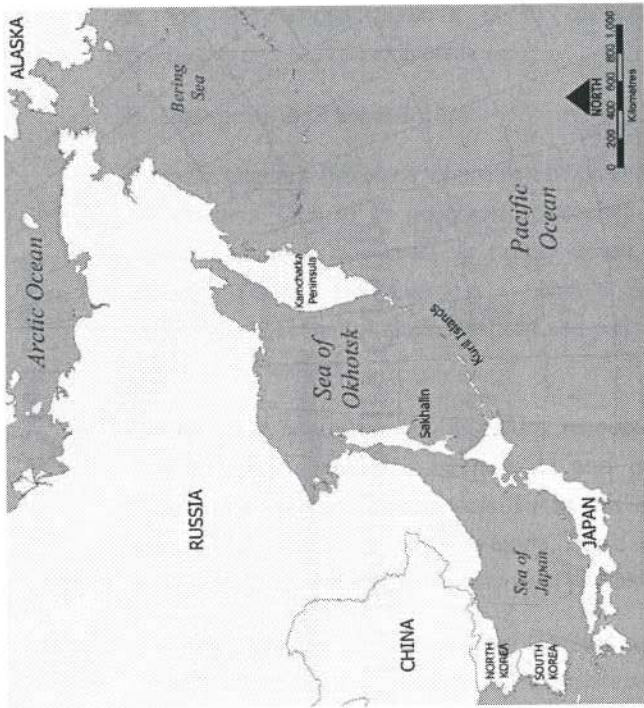 ALASKA
Arctic Ocean
Bering
Sea
RUSSIA
Kamchatka
Peninsula
Sea of
Okhotsk
Sakhalin
Kuril Islands
Pacific
Ocean
CHINA
NORTH
KOREA
SOUTH
KOREA
Sea of
Japan
JAPAN
NORTH
0 200 400 600 800 1,000
Kilometres